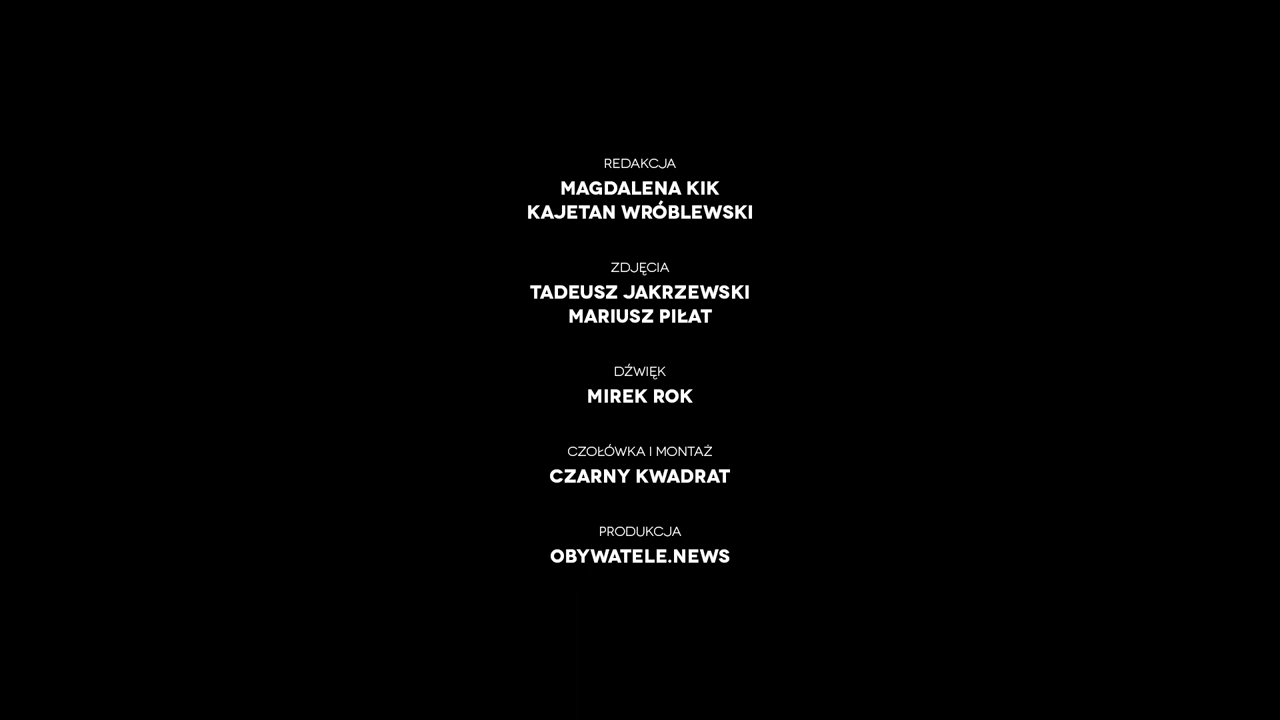 REDAKCJA
MAGDALENA KIK
KAJETAN WRÓBLEWSKI
ZDJĘCIA
TADEUSZ JAKRZEWSKI
MARIUSZ PIŁAT
DŹWIĘK
MIREK ROK
CZOŁÓWKA I MONTAŻ
CZARNY KWADRAT
PRODUKCJA
OBYWATELE.NEWS